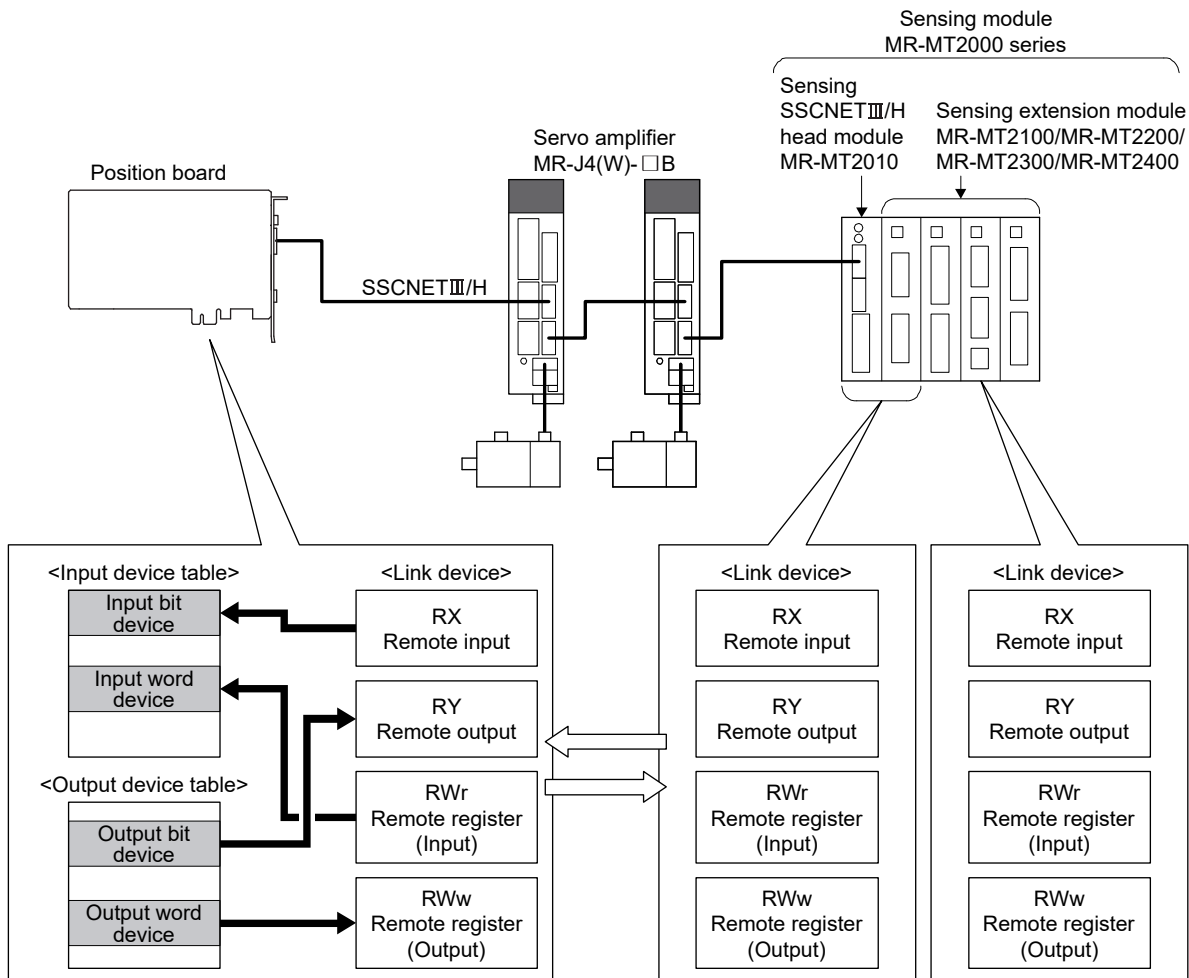 Sensing module
MR-MT2000 series
Sensing
SSCNETⅢ/H
head module
MR-MT2010
Sensing extension module
MR-MT2100/MR-MT2200/
MR-MT2300/MR-MT2400
Servo amplifier
MR-J4(W)-□B
Position board
SSCNETⅢ/H
<Input device table>
Input bit
device
Input word
device
<Output device table>
Output bit
device
Output word
device
<Link device>
RX
Remote input
RY
Remote output
RWr
Remote register
(Input)
RWw
Remote register
(Output)
<Link device>
RX
Remote input
RY
Remote output
RWr
Remote register
(Input)
RWw
Remote register
(Output)
<Link device>
RX
Remote input
RY
Remote output
RWr
Remote register
(Input)
RWw
Remote register
(Output)